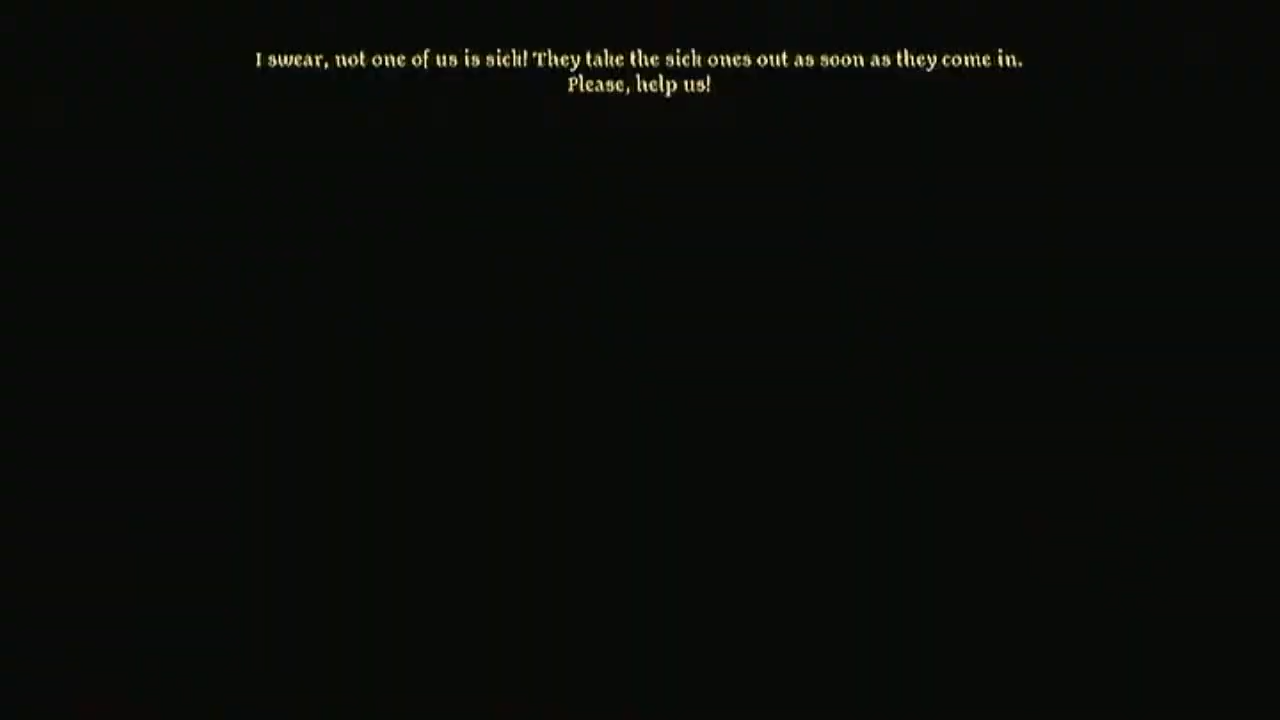 I swear, not one of us is sick! They take the sick ones out as soon as they come in.
Please, help us!